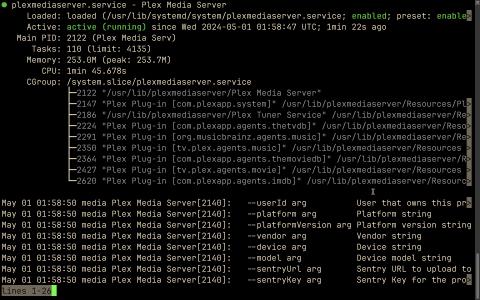 ● plexmediaserver.service - Plex Media Server
Loaded: loaded (/usr/lib/systemd/system/plexmediaserver.service; enabled; preset: enable>
Active: active (running) since Wed 2024-05-01 01:58:47 UTC; 1min 22s ago
Main PID: 2122 (Plex Media Serv)
Tasks: 110 (limit: 4135)
Memory: 253.0M (peak: 253.7M)
CPU: 1min 45.678s
CGroup: /system.slice/plexmediaserver.service
├─2122 "/usr/lib/plexmediaserver/Plex Media Server"
├─2147 "Plex Plug-in [com.plexapp.system]" /usr/lib/plexmediaserver/Resources/Pl>
├─2186 "/usr/lib/plexmediaserver/Plex Tuner Service" /usr/lib/plexmediaserver/Re>
├─2224 "Plex Plug-in [com.plexapp.agents.thetvdb]" /usr/lib/plexmediaserver/Reso>
├─2291 "Plex Plug-in [org.musicbrainz.agents.music]" /usr/lib/plexmediaserver/Re>
├─2350 "Plex Plug-in [tv.plex.agents.music]" /usr/lib/plexmediaserver/Resources
├─2364 "Plex Plug-in [com.plexapp.agents.themoviedb]" /usr/lib/plexmediaserver/R>
├─2427 "Plex Plug-in [tv.plex.agents.movie]" /usr/lib/plexmediaserver/Resources
└─2620 "Plex Plug-in [com.plexapp.agents.imdb]" /usr/lib/plexmediaserver/Resourc>
May 01 01:58:50 media Plex Media Server[2140]: --userId arg User that owns this pr>
May 01 01:58:50 media Plex Media Server[2140]: --platform arg Platform string
May 01 01:58:50 media Plex Media Server[2140]: --platformVersion arg Platform version string
May 01 01:58:50 media Plex Media Server[2140]: --vendor arg Vendor string
May 01 01:58:50 media Plex Media Server[2140]: --device arg Device string
May 01 01:58:50 media Plex Media Server[2140]: --model arg Device model string
May 01 01:58:50 media Plex Media Server[2140]: --sentryUrl arg Sentry URL to upload to
May 01 01:58:50 media Plex Media Server[2140]: --sentryKey arg Sentry Key for the pro>
lines 1-26